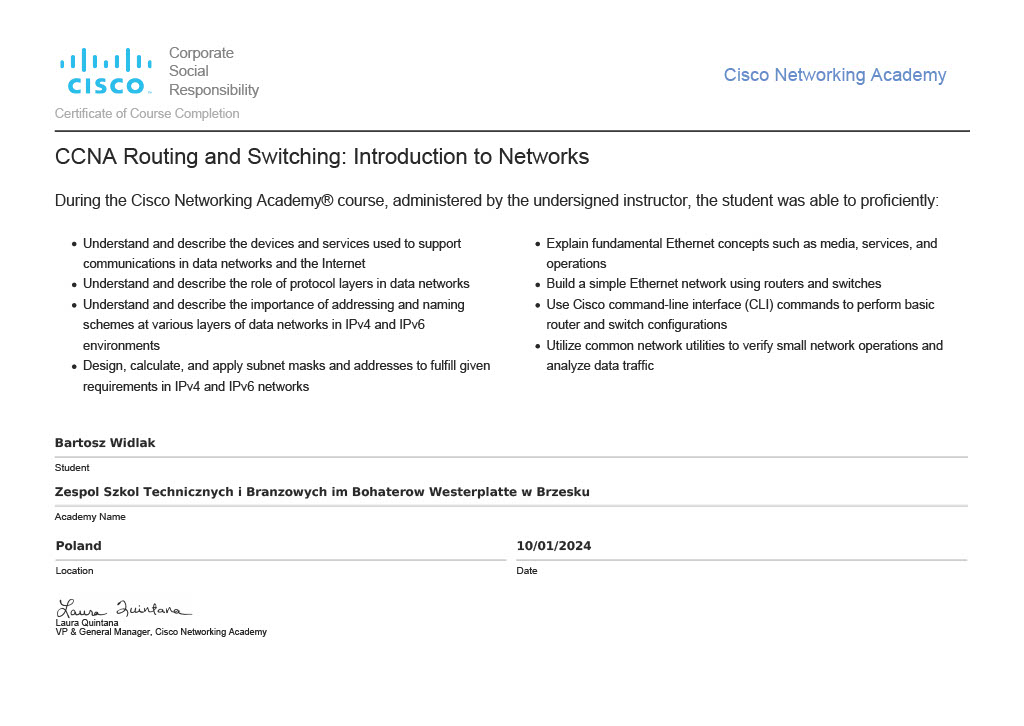 CISCO
Corporate
Social
Responsibility
Cisco Networking Academy
Certificate of Course Completion
CCNA Routing and Switching: Introduction to Networks
During the Cisco Networking Academy® course, administered by the undersigned instructor, the student was able to proficiently:
• Understand and describe the devices and services used to support
communications in data networks and the Internet
• Understand and describe the role of protocol layers in data networks
• Understand and describe the importance of addressing and naming
schemes at various layers of data networks in IPv4 and IPv6
environments
• Design, calculate, and apply subnet masks and addresses to fulfill given
requirements in IPv4 and IPv6 networks
• Explain fundamental Ethernet concepts such as media, services, and
operations
• Build a simple Ethernet network using routers and switches
• Use Cisco command-line interface (CLI) commands to perform basic
router and switch configurations
• Utilize common network utilities to verify small network operations and
analyze data traffic
Bartosz Widlak
Student
Zespol Szkol Technicznych i Branzowych im Bohaterow Westerplatte w Brzesku
Academy Name
Poland
Location
10/01/2024
Date
Laura Quintana
Laura Quintana
VP & General Manager, Cisco Networking Academy